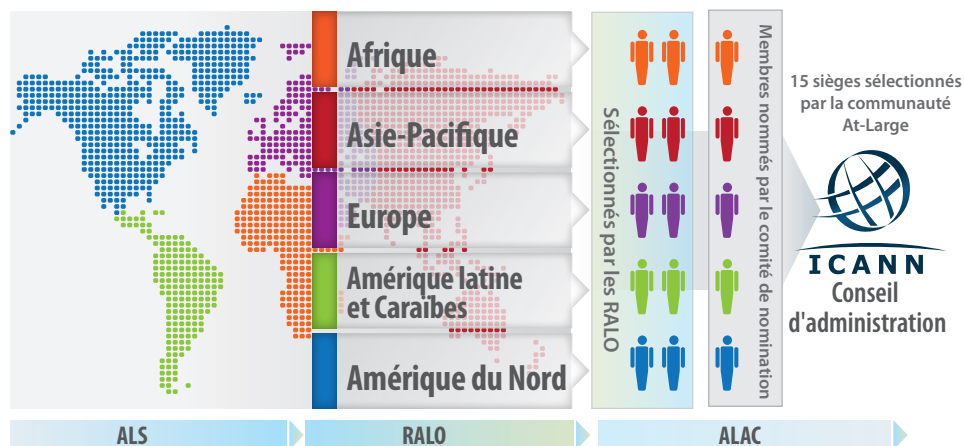 Afrique
Asie-Pacifique
Europe
Amérique latine
et Caraïbes
Amérique du Nord
Sélectionnés par les RALO
Membres nommés par le comité de nomination
15 sièges sélectionnés
par la communauté
At-Large
ICANN
Conseil
d'administration
ALS
RALO
ALAC